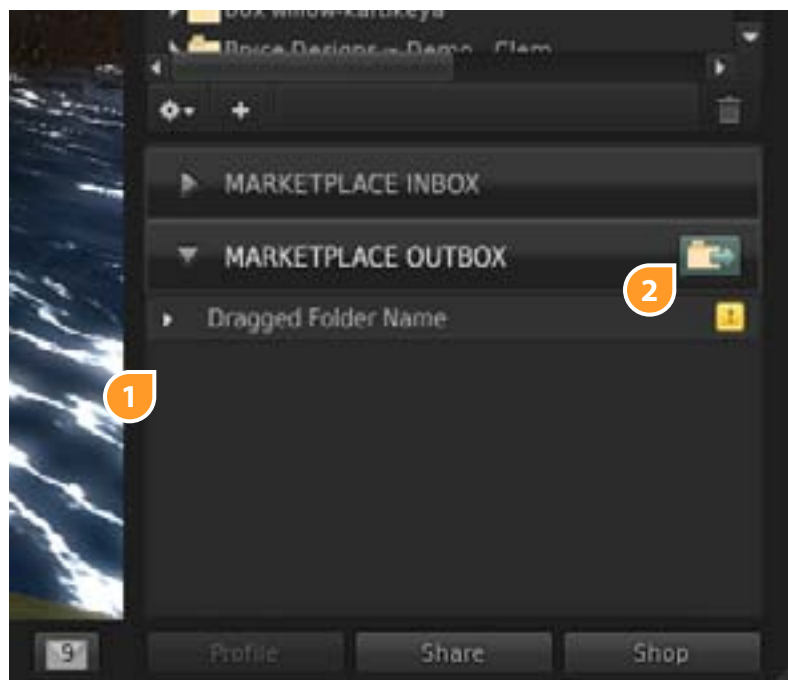 MARKETPLACE INBOX
MARKETPLACE OUTBOX
2
Dragged Folder Name
!
1
9
Profile
Share
Shop